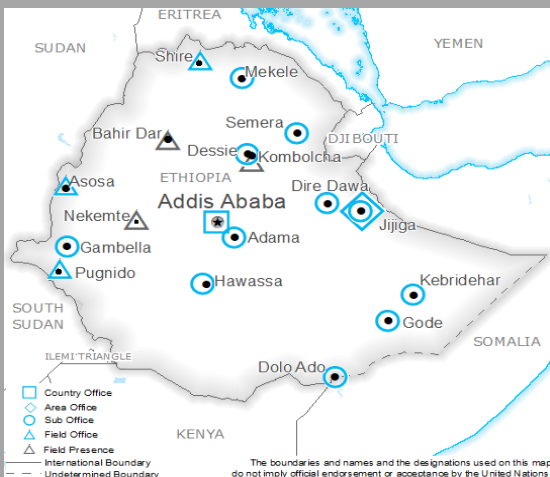 ERITREA
SUDAN
YEMEN
Shire
Mekele
Semera
Bahir Dar
DJIBOUTI
Dessie
Kombolcha
ETHIOPIA
Asosa
Dire Dawa
Addis Ababa
Nekemte
Jijiga
Adama
Gambella
Pugnido
Hawassa
Kebridehar
SOUTH
SUDAN
Gode
SOMALIA
ILEMI TRIANGLE
Dolo Ado
KENYA
Country Office
Area Office
Sub Office
Field Office
Field Presence
International Boundary
Undetermined Boundary
The boundaries and names and the designations used on this map
do not imply official endorsement or acceptance by the United Nations